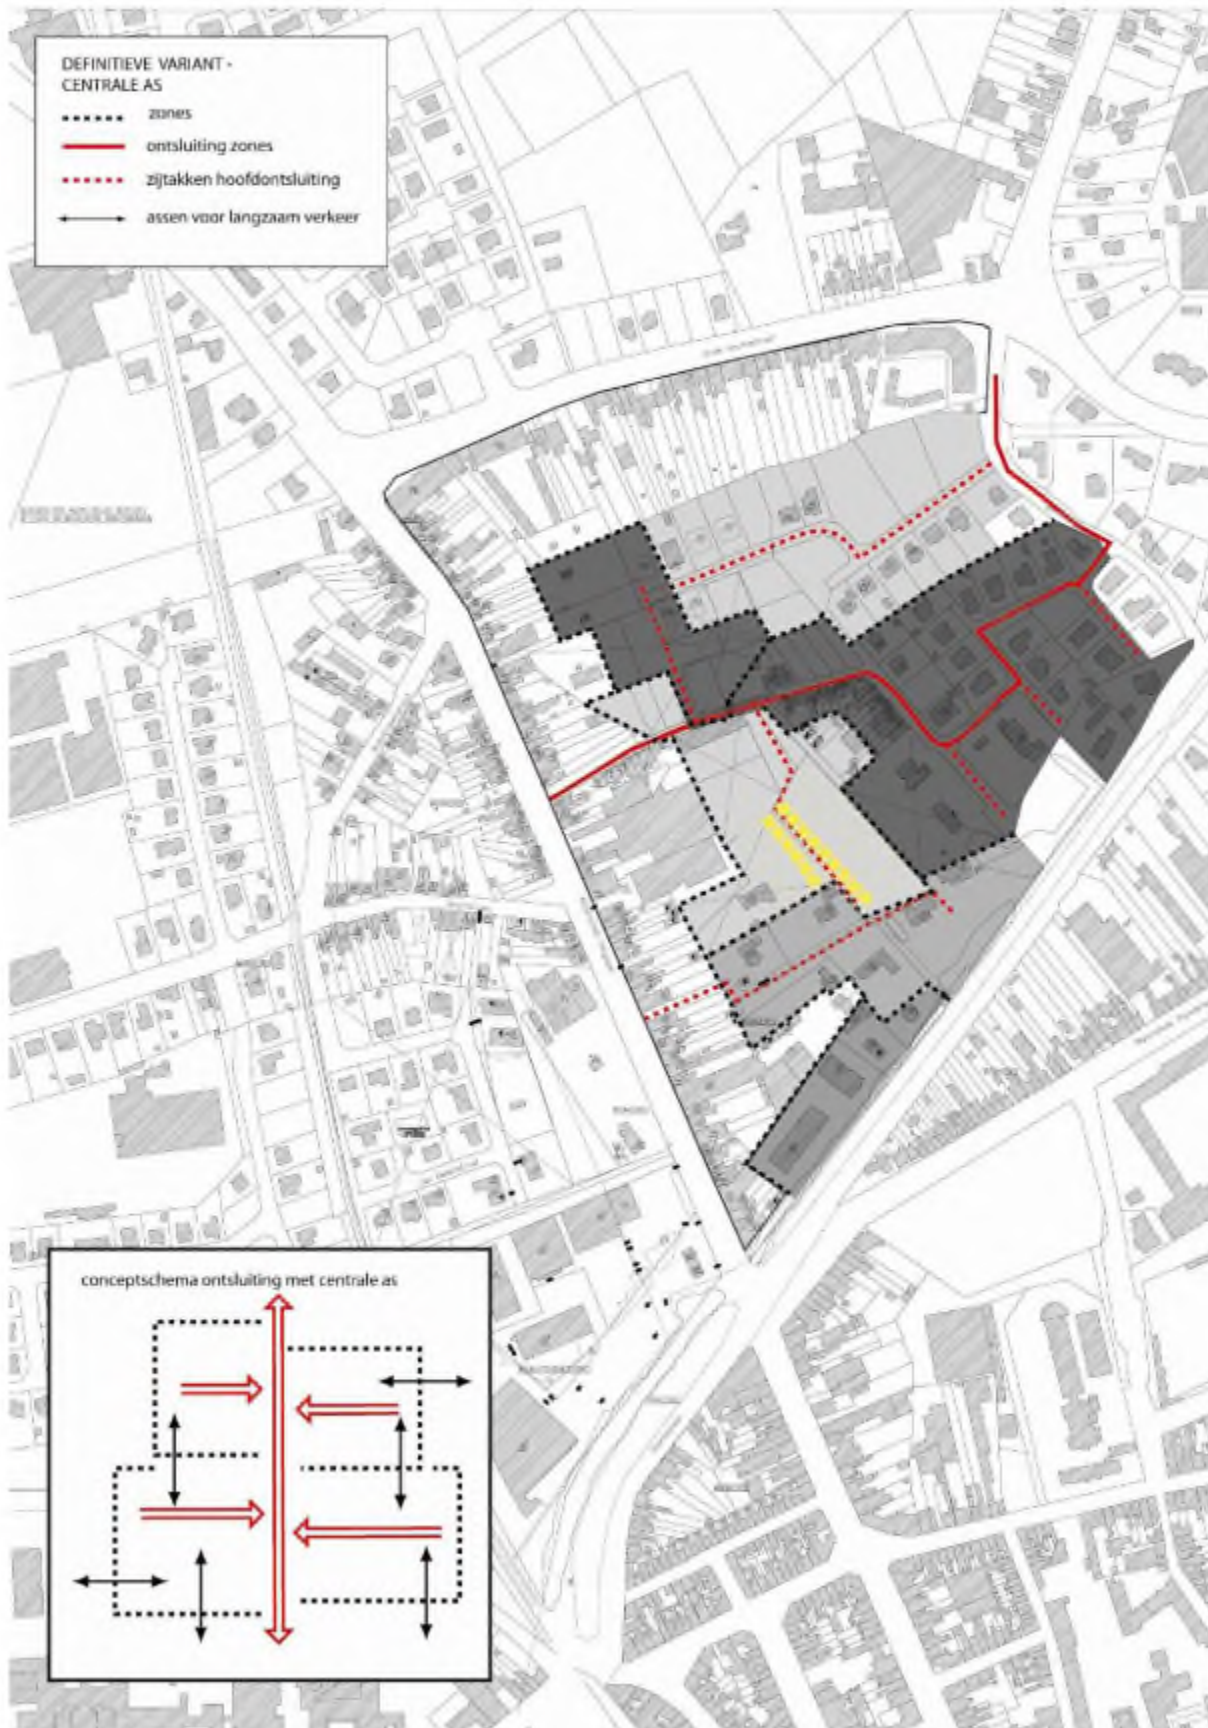 DEFINITIEVE VARIANT -
CENTRALE AS
zones
ontsluiting zones
zijtakken hoofdontsluiting
assen voor langzaam verkeer
conceptschema ontsluiting met centrale as